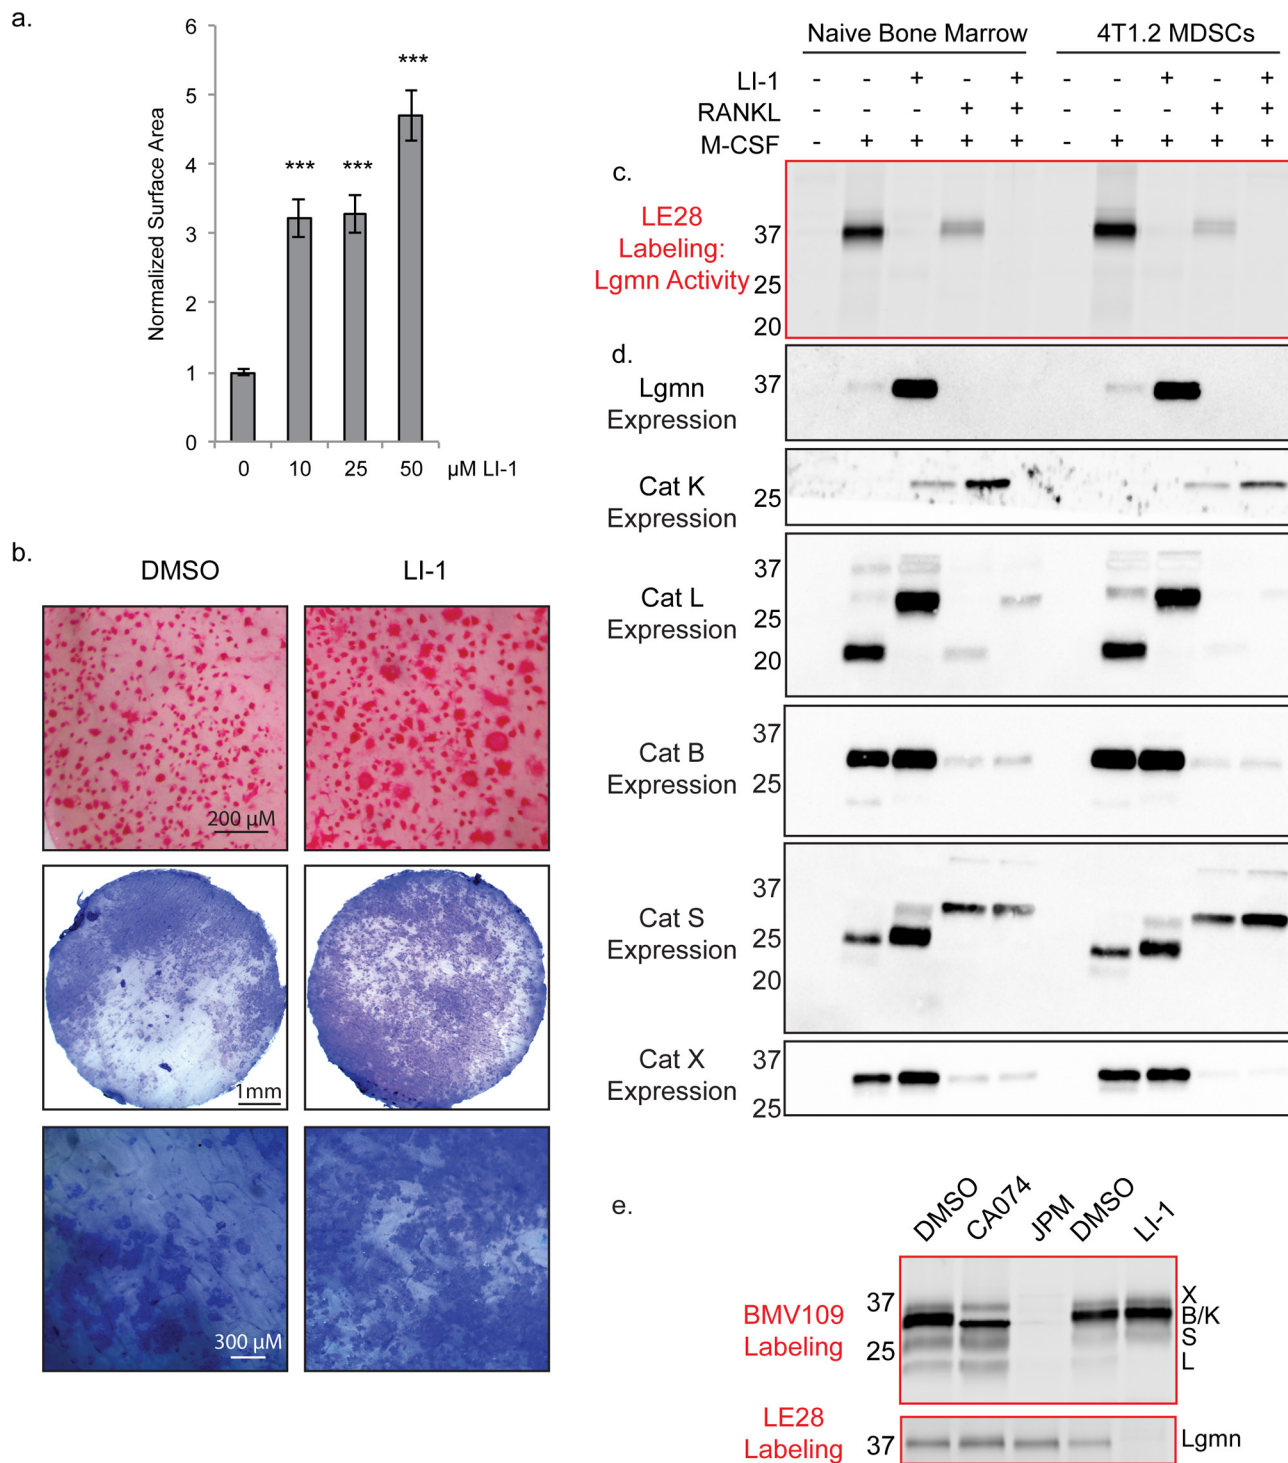 a.
6
5
4
3
2
1
0
Normalized Surface Area
***
***
***
0 10 25 50 µM LI-1
b.
DMSO LI-1
200 µM
1mm
300 µM
Naive Bone Marrow 4T1.2 MDSCs
LI-1 - - + - + - - + - +
RANKL - - - + + - - - + +
M-CSF - + + + + - + + + +
c.
LE28
Labeling:
Lgmn Activity
37
25
20
d.
Lgmn
Expression
37
Cat K
Expression
25
Cat L
Expression
37
25
20
Cat B
Expression
37
25
Cat S
Expression
37
25
20
Cat X
Expression
37
25
e.
DMSO CA074 JPM DMSO LI-1
BMV109
Labeling
37
25
X
B/K
S
L
LE28
Labeling
37
Lgmn